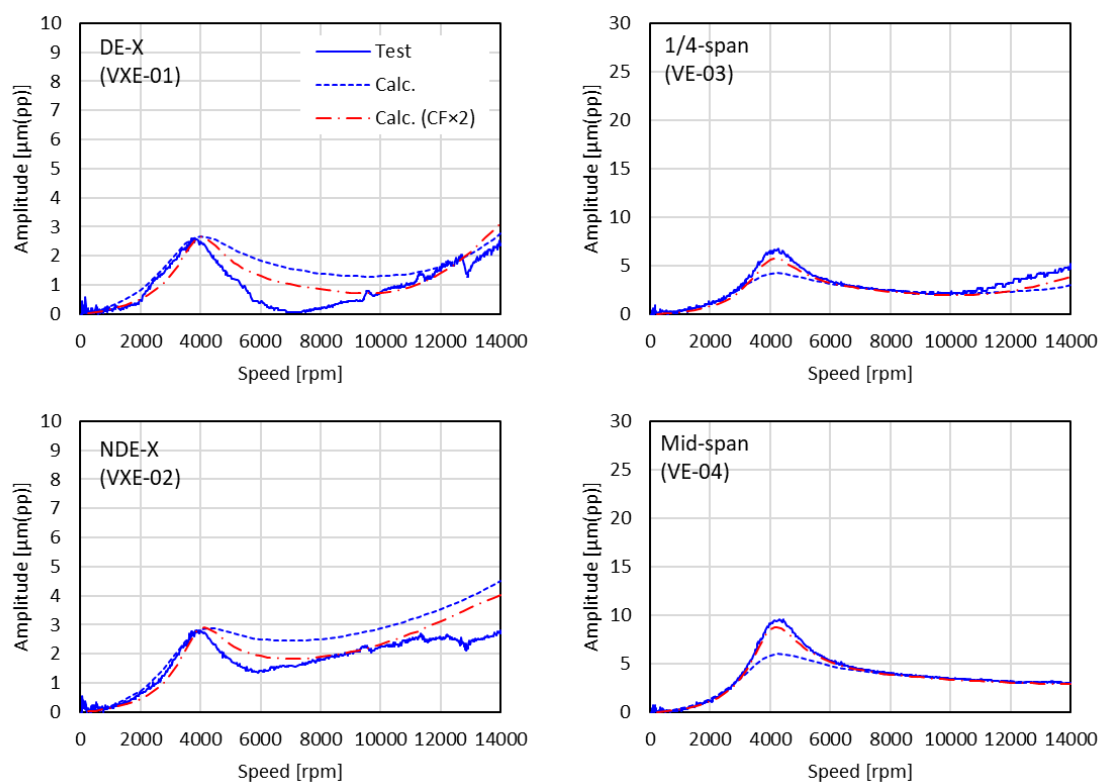 DE-X
(VXE-01)
Test
Calc.
Calc. (CF×2)
Amplitude [µm(pp)]
10
9
8
7
6
5
4
3
2
1
0
0 2000 4000 6000 8000 10000 12000 14000
Speed [rpm]
1/4-span
(VE-03)
Amplitude [µm(pp)]
30
25
20
15
10
5
0
0 2000 4000 6000 8000 10000 12000 14000
Speed [rpm]
NDE-X
(VXE-02)
Amplitude [µm(pp)]
10
9
8
7
6
5
4
3
2
1
0
0 2000 4000 6000 8000 10000 12000 14000
Speed [rpm]
Mid-span
(VE-04)
Amplitude [µm(pp)]
30
25
20
15
10
5
0
0 2000 4000 6000 8000 10000 12000 14000
Speed [rpm]